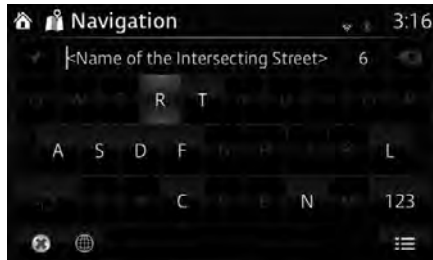 Navigation 3:16
<Name of the Intersecting Street> 6
R T
A S D F L
C N 123